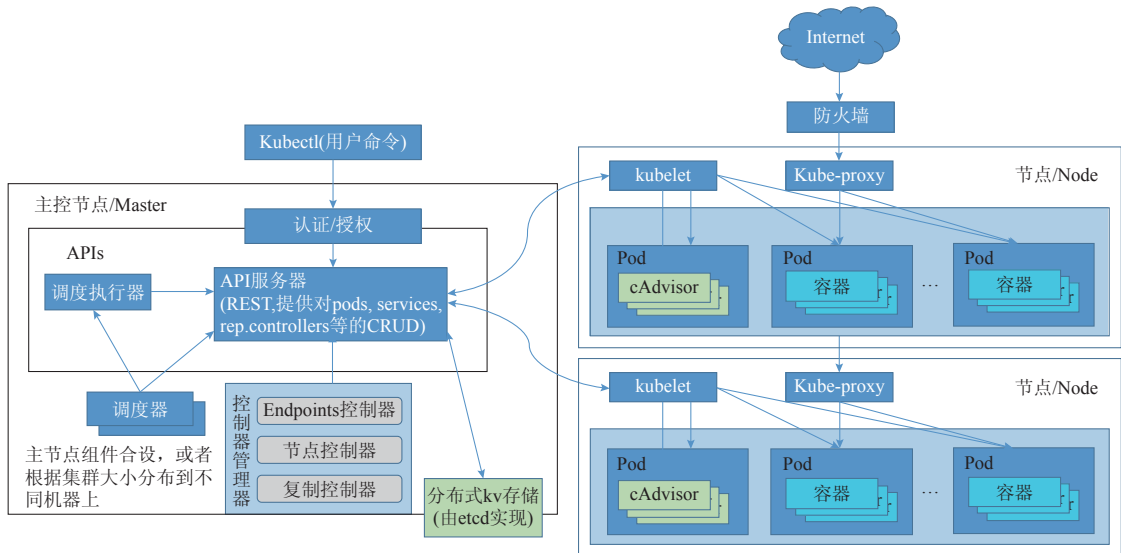 Internet
防火墙
Kubectl(用户命令)
主控节点/Master
认证/授权
APIs
调度执行器
API服务器
(REST,提供对pods, services,
rep.controllers等的CRUD)
调度器
主节点组件合设，或者
根据集群大小分布到不
同机器上
控制器管理器
Endpoints控制器
节点控制器
复制控制器
分布式kv存储
(由etcd实现)
kubelet
Kube-proxy
节点/Node
Pod
cAdvisor
Pod
容器
r
r
…
Pod
容器
r
r
kubelet
Kube-proxy
节点/Node
Pod
cAdvisor
Pod
容器
r
r
…
Pod
容器
r
r